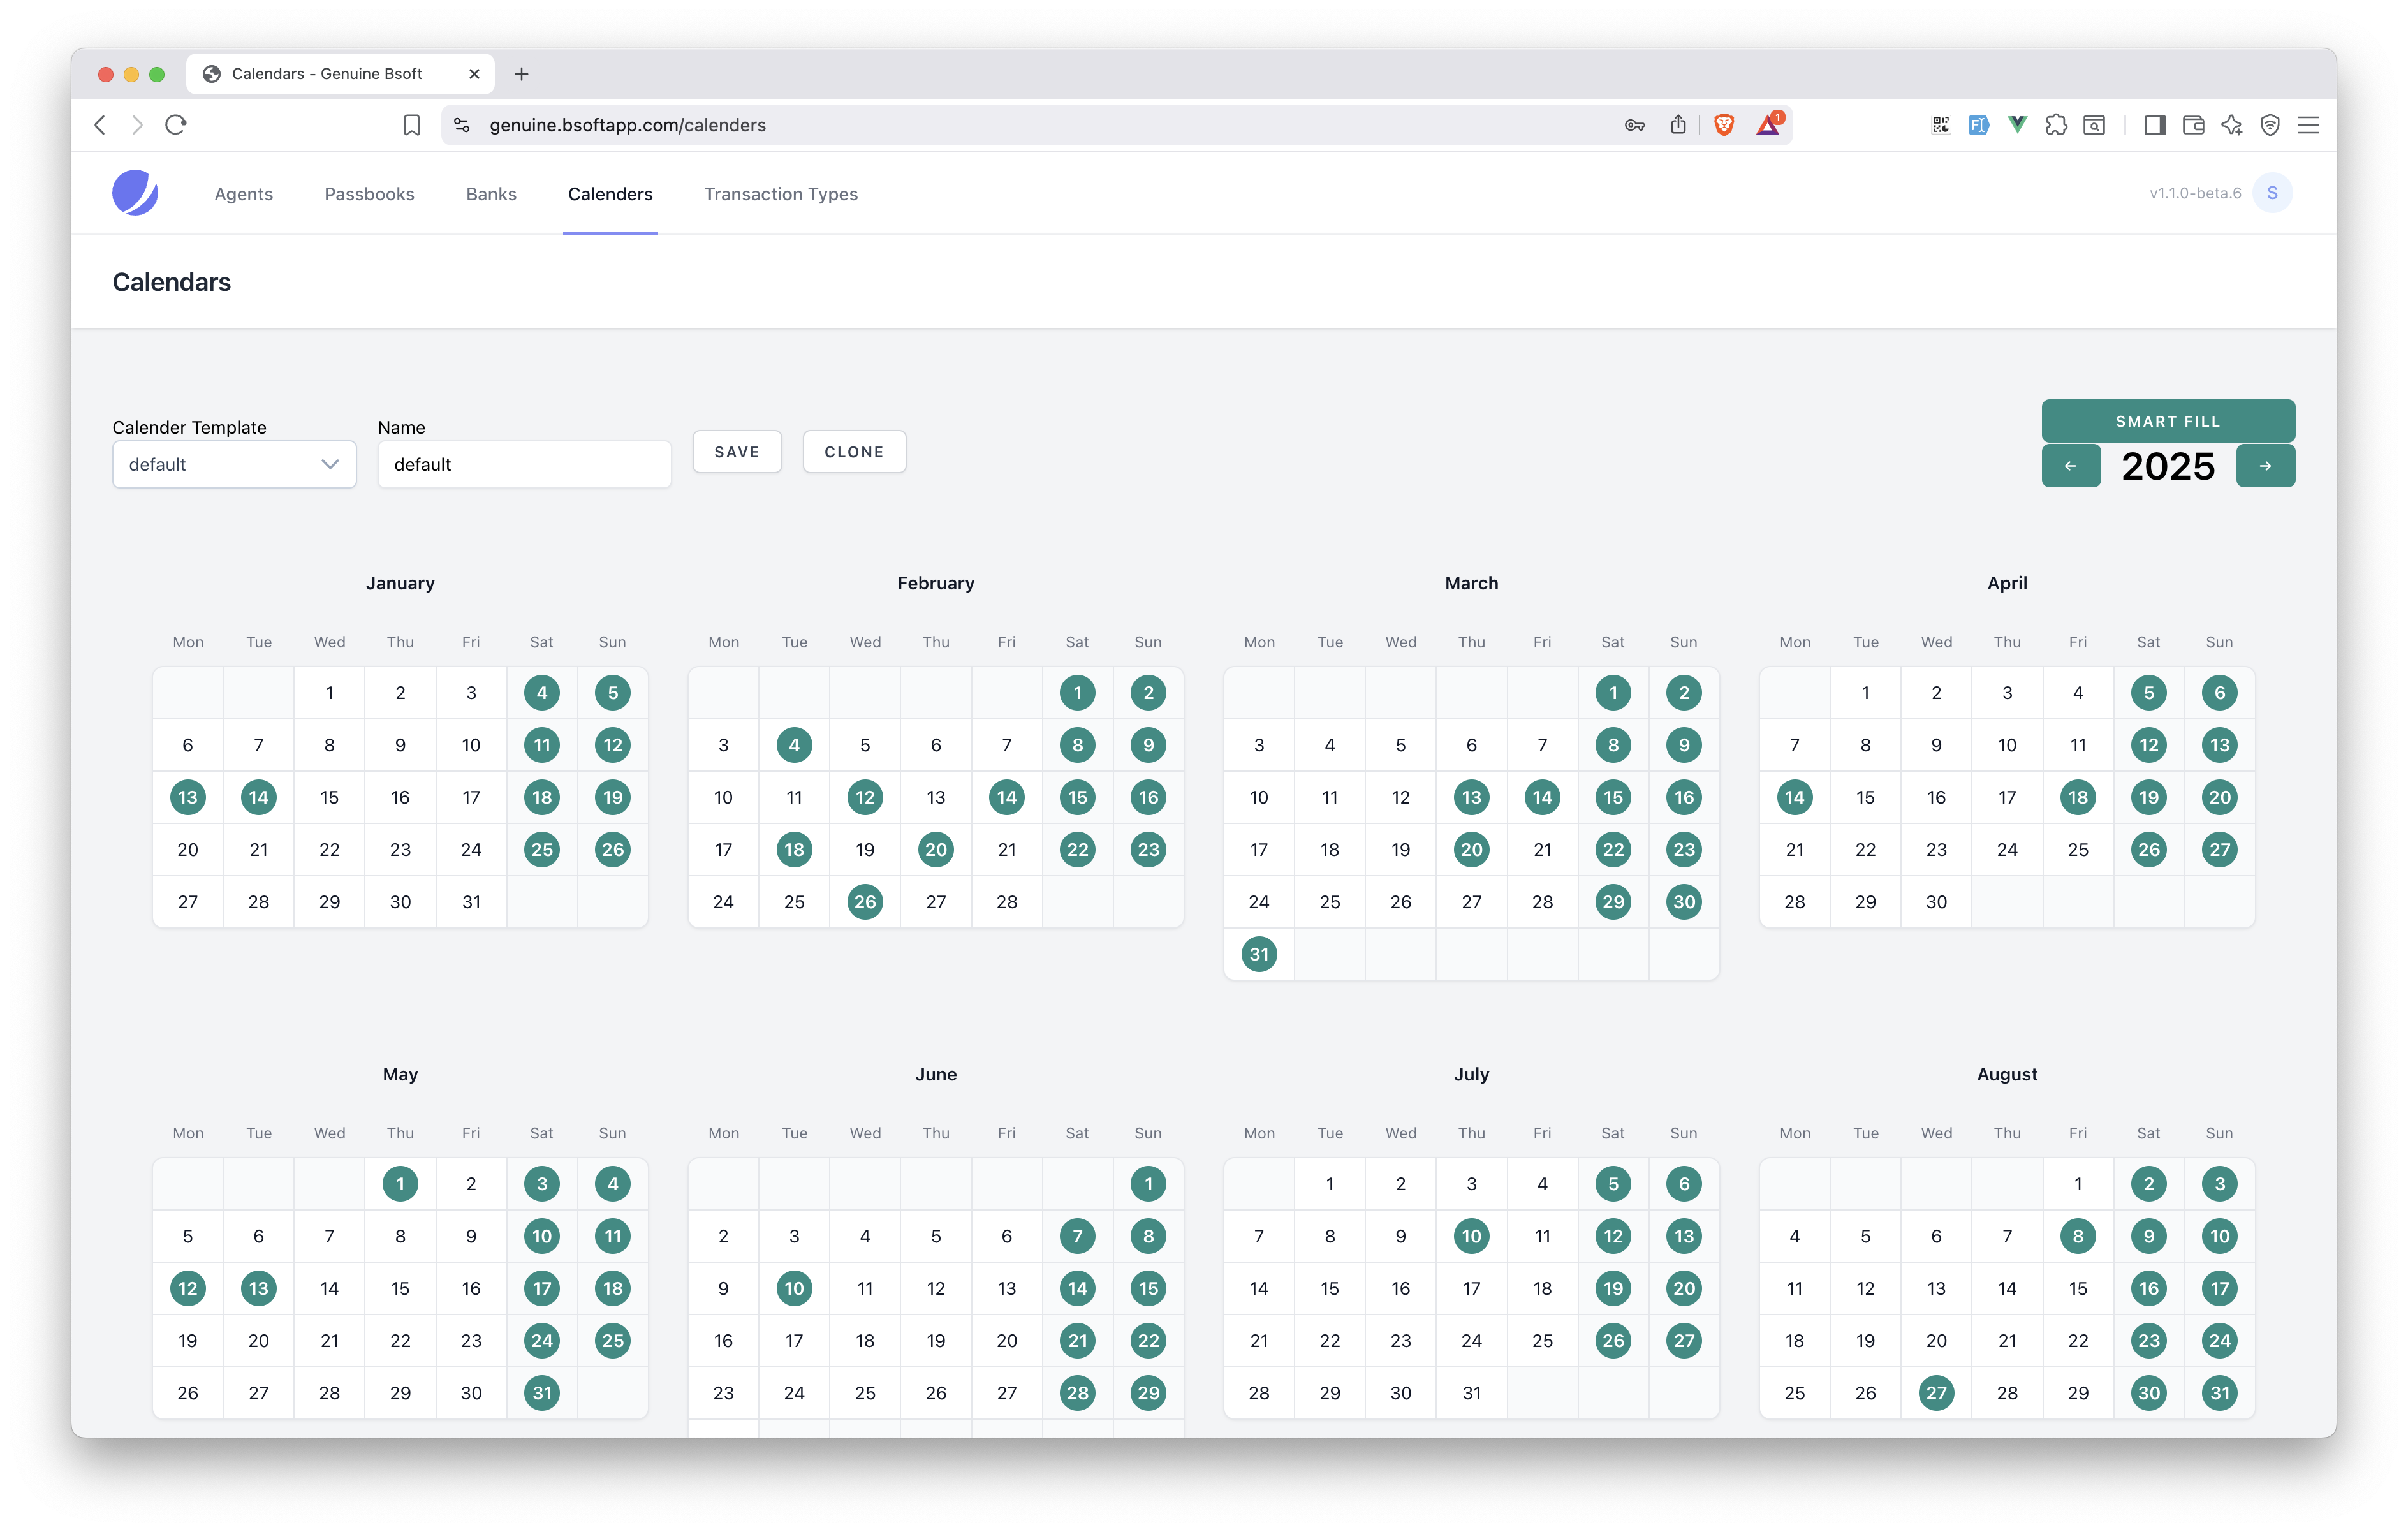 Calendars - Genuine Bsoft
genuine.bsoftapp.com/calenders
1
Agents Passbooks Banks Calenders Transaction Types v1.1.0-beta.6 S
Calendars
Calender Template Name
default default SAVE CLONE
SMART FILL
← 2025 →
January February March April
Mon Tue Wed Thu Fri Sat Sun Mon Tue Wed Thu Fri Sat Sun Mon Tue Wed Thu Fri Sat Sun Mon Tue Wed Thu Fri Sat Sun
1 2 3 4 5 1 2 1 2 1 2 3 4 5 6
6 7 8 9 10 11 12 3 4 5 6 7 8 9 3 4 5 6 7 8 9 7 8 9 10 11 12 13
13 14 15 16 17 18 19 10 11 12 13 14 15 16 10 11 12 13 14 15 16 14 15 16 17 18 19 20
20 21 22 23 24 25 26 17 18 19 20 21 22 23 17 18 19 20 21 22 23 21 22 23 24 25 26 27
27 28 29 30 31 24 25 26 27 28 24 25 26 27 28 29 30 28 29 30
31
May June July August
Mon Tue Wed Thu Fri Sat Sun Mon Tue Wed Thu Fri Sat Sun Mon Tue Wed Thu Fri Sat Sun Mon Tue Wed Thu Fri Sat Sun
1 2 3 4 1 1 2 3 4 5 6 1 2 3
5 6 7 8 9 10 11 2 3 4 5 6 7 8 7 8 9 10 11 12 13 4 5 6 7 8 9 10
12 13 14 15 16 17 18 9 10 11 12 13 14 15 14 15 16 17 18 19 20 11 12 13 14 15 16 17
19 20 21 22 23 24 25 16 17 18 19 20 21 22 21 22 23 24 25 26 27 18 19 20 21 22 23 24
26 27 28 29 30 31 23 24 25 26 27 28 29 28 29 30 31 25 26 27 28 29 30 31